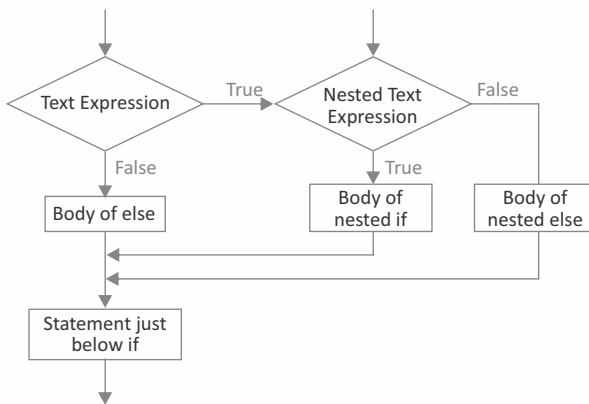 Text Expression
True
Nested Text
Expression
False
False
True
Body of else
Body of
nested if
Body of
nested else
Statement just
below if